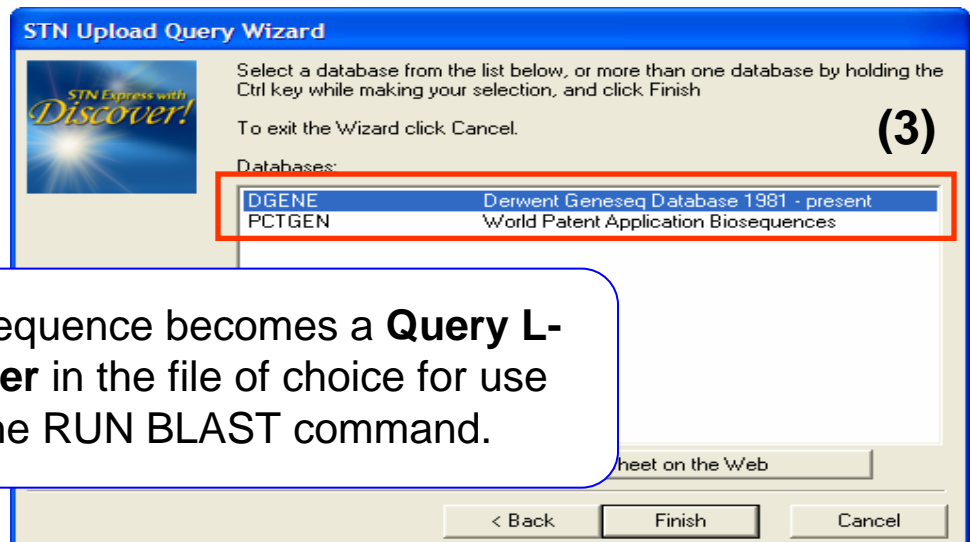 STN Upload Query Wizard
STN Express with
Discover!
Select a database from the list below, or more than one database by holding the
Ctrl key while making your selection, and click Finish
To exit the Wizard click Cancel.
(3)
Databases:
DGENE Derwent Geneseq Database 1981 - present
PCTGEN World Patent Application Biosequences
equence becomes a Query L-
er in the file of choice for use
he RUN BLAST command.
heet on the Web
< Back Finish Cancel